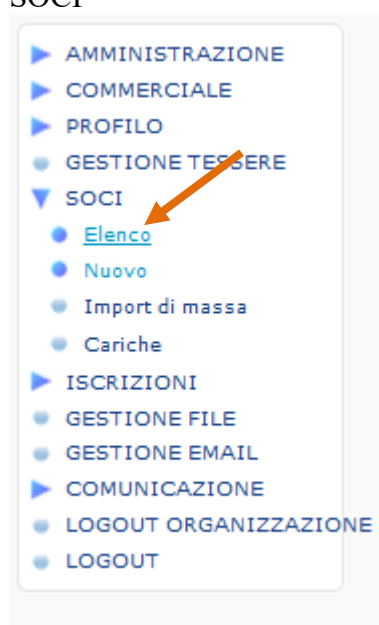 SOCI
AMMINISTRAZIONE
COMMERCIALE
PROFILO
GESTIONE TESSERE
SOCI
Elenco
Nuovo
Import di massa
Cariche
ISCRIZIONI
GESTIONE FILE
GESTIONE EMAIL
COMUNICAZIONE
LOGOUT ORGANIZZAZIONE
LOGOUT